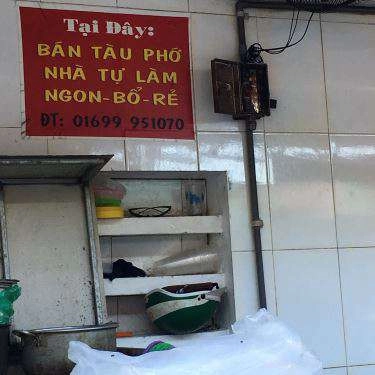 Tại Đây:
BÁN TÀU PHỚ
NHÀ TỰ LÀM
NGON-BỔ-RẺ
ĐT: 01699 951070